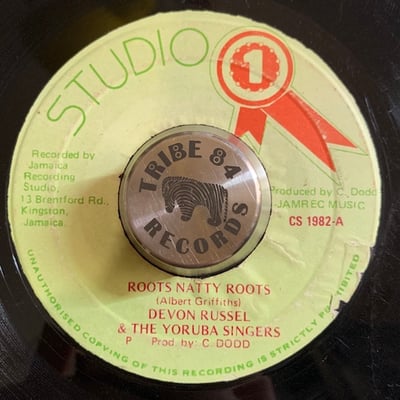 STUDIO
1
Recorded by
Jamaica
Recording
Studio,
13 Brentford Rd.,
Kingston,
Jamaica.
TRIBE 84
RECORDS
Produced by C. Dodd
JAMREC MUSIC
CS 1982-A
ROOTS NATTY ROOTS
(Albert Griffiths)
DEVON RUSSEL
& THE YORUBA SINGERS
P Prod. by: C. DODD
UNAUTHORISED COPYING OF THIS RECORDING IS STRICTLY